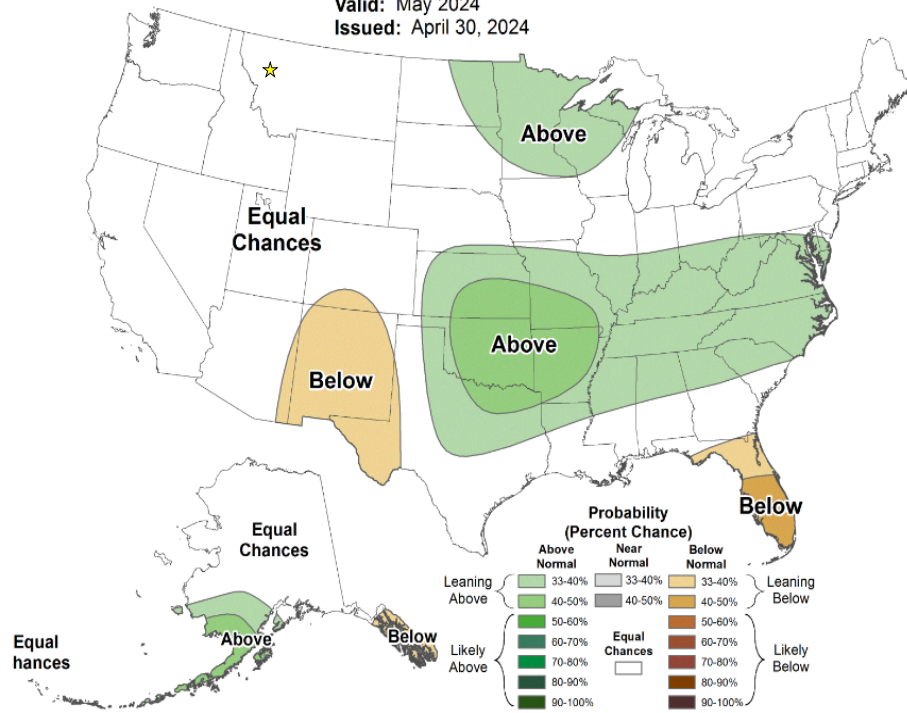 Valid: May 2024
Issued: April 30, 2024
Above
Equal
Chances
Above
Below
Below
Equal
Chances
Above
Below
Equal
hances
Probability
(Percent Chance)
Above
Normal
Near
Normal
Below
Normal
Leaning
Above
33-40%
33-40%
33-40%
Leaning
Below
40-50%
40-50%
40-50%
Likely
Above
50-60%
60-70%
70-80%
80-90%
90-100%
Equal
Chances
50-60%
60-70%
70-80%
80-90%
90-100%
Likely
Below